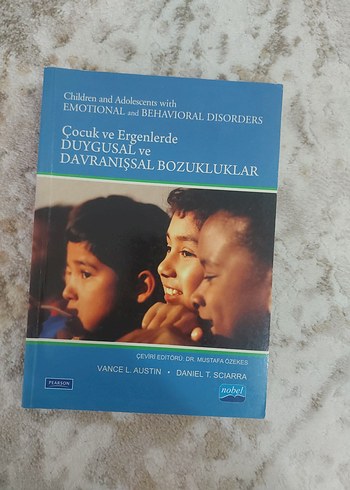 Children and Adolescents with
EMOTIONAL and BEHAVIORAL DISORDERS
Çocuk ve Ergenlerde
DUYGUSAL ve
DAVRANIŞSAL BOZUKLUKLAR
ÇEVİRİ EDİTÖRÜ: DR. MUSTAFA ÖZEKES
VANCE L. AUSTIN • DANIEL T. SCIARRA
PEARSON
nobel